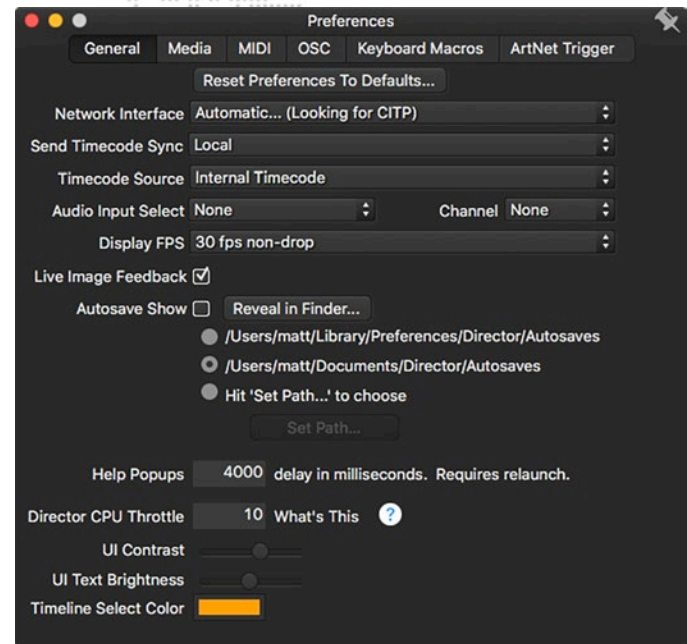 Preferences
General Media MIDI OSC Keyboard Macros ArtNet Trigger
Reset Preferences To Defaults...
Network Interface Automatic... (Looking for CITP)
Send Timecode Sync Local
Timecode Source Internal Timecode
Audio Input Select None Channel None
Display FPS 30 fps non-drop
Live Image Feedback
Autosave Show Reveal in Finder...
/Users/matt/Library/Preferences/Director/Autosaves
/Users/matt/Documents/Director/Autosaves
Hit 'Set Path...' to choose
Set Path...
Help Popups 4000 delay in milliseconds. Requires relaunch.
Director CPU Throttle 10 What's This ?
UI Contrast
UI Text Brightness
Timeline Select Color